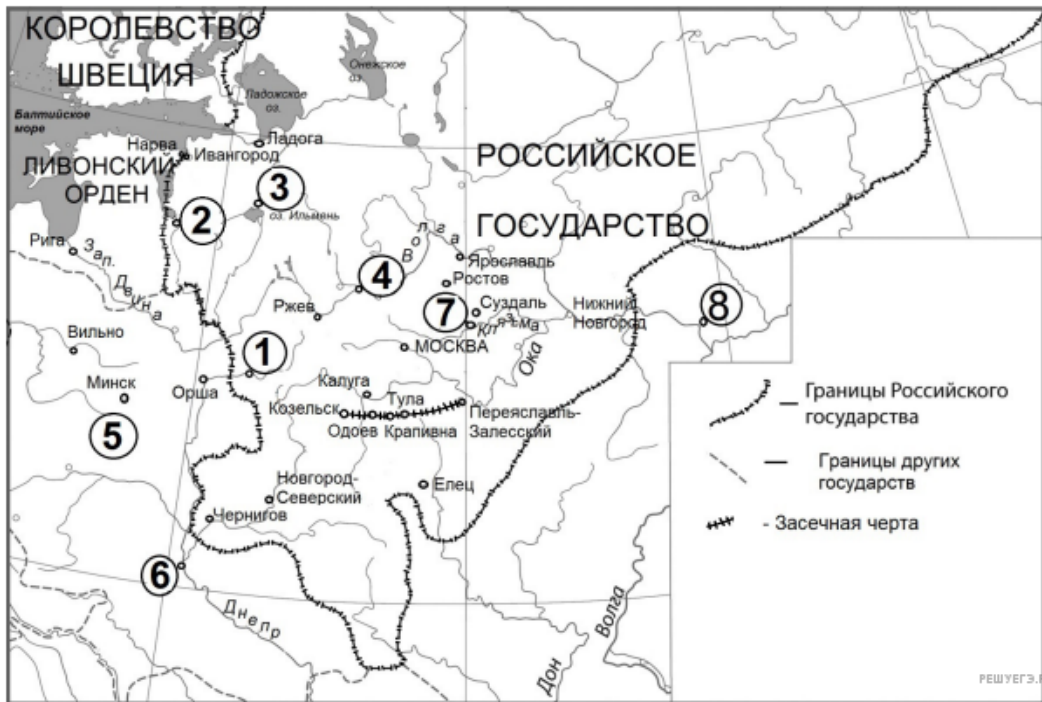 КОРОЛЕВСТВО
ШВЕЦИЯ
Онежское
оз.
Ладожское
оз.
Балтийское
море
Ладога
Нарва
Ивангород
ЛИВОНСКИЙ
ОРДЕН
РОССИЙСКОЕ
ГОСУДАРСТВО
3
2
оз. Ильмень
Рига
Зап. Двина
Волга
Ярославль
Ростов
4
Суздаль
7
Клязьма
Нижний
Новгород
8
Ржев
Вильно
1
МОСКВА
Ока
Минск
Орша
Калуга
Тула
Козельск
Переяславль-
Залесский
Одоев
Крапивна
5
Новгород-
Северский
Елец
Чернигов
6
Днепр
Дон
Волга
Границы Российского
государства
Границы других
государств
- Засечная черта
РЕШУЕГЭ.Р